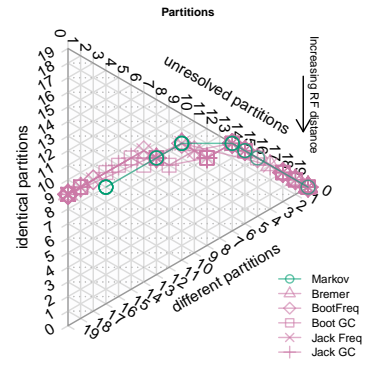 Partitions
0 1 2 3 4 5 6 7 8 9 10 11 12 13 14 15 16 17 18 19
unresolved partitions
Increasing RF distance
19
18
17
16
15
14
13
12
11
10
9
8
7
6
5
4
3
2
1
0
identical partitions
19 18 17 16 15 14 13 12 11 10 9 8 7 6 5 4 3 2 1 0
different partitions
Markov
Bremer
BootFreq
Boot GC
Jack Freq
Jack GC